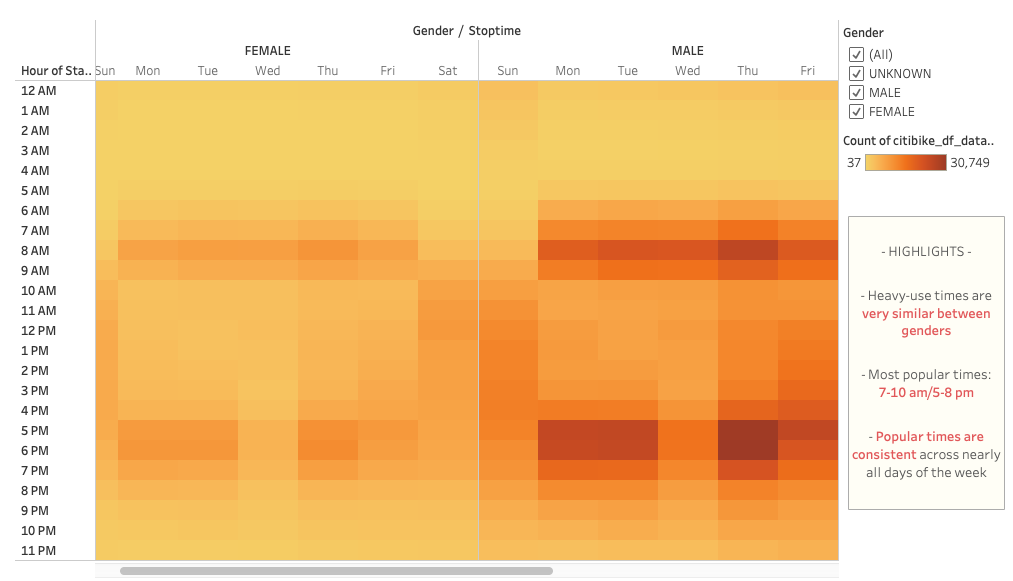 Gender / Stoptime
FEMALE MALE
Hour of Sta.. Sun Mon Tue Wed Thu Fri Sat Sun Mon Tue Wed Thu Fri
12 AM
1 AM
2 AM
3 AM
4 AM
5 AM
6 AM
7 AM
8 AM
9 AM
10 AM
11 AM
12 PM
1 PM
2 PM
3 PM
4 PM
5 PM
6 PM
7 PM
8 PM
9 PM
10 PM
11 PM
Gender
(All)
UNKNOWN
MALE
FEMALE
Count of citibike_df_data..
37 30,749
- HIGHLIGHTS -
- Heavy-use times are
very similar between
genders
- Most popular times:
7-10 am/5-8 pm
- Popular times are
consistent across nearly
all days of the week